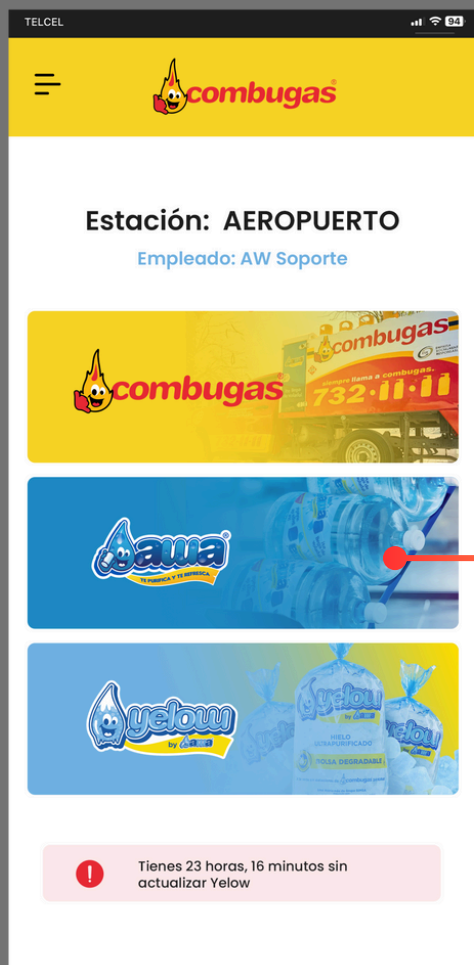 TELCEL
94
combugas
Estación: AEROPUERTO
Empleado: AW Soporte
combugas
combugas
siempre llama a combugas.
732·11·11
awa
TE PURIFICA Y TE REFRESCA.
yelow
by
yelow
by
HIELO
ULTRAPURIFICADO
BOLSA DEGRADABLE
Tienes 23 horas, 16 minutos sin
actualizar Yelow